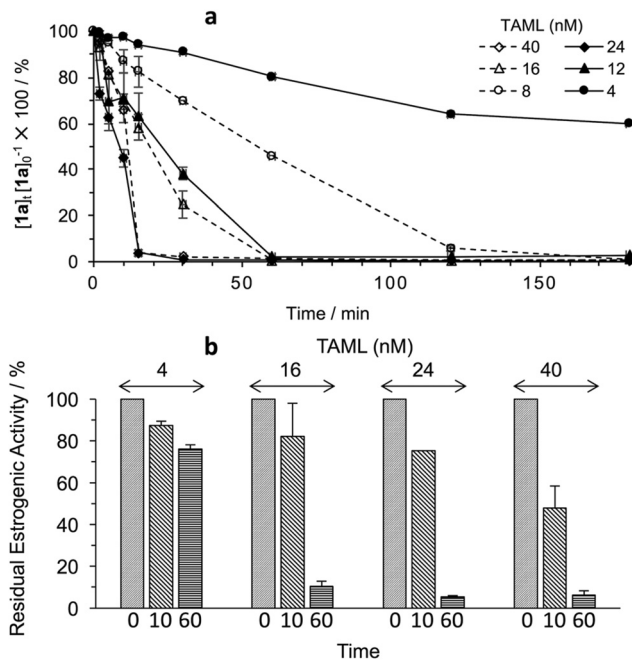 a
TAML (nM)
40 24
16 12
8 4
[1a]t[1a]0⁻¹ × 100 / %
100
80
60
40
20
0
0 50 100 150
Time / min
b
TAML (nM)
4 16 24 40
Residual Estrogenic Activity / %
100
80
60
40
20
0
0 10 60 0 10 60 0 10 60 0 10 60
Time